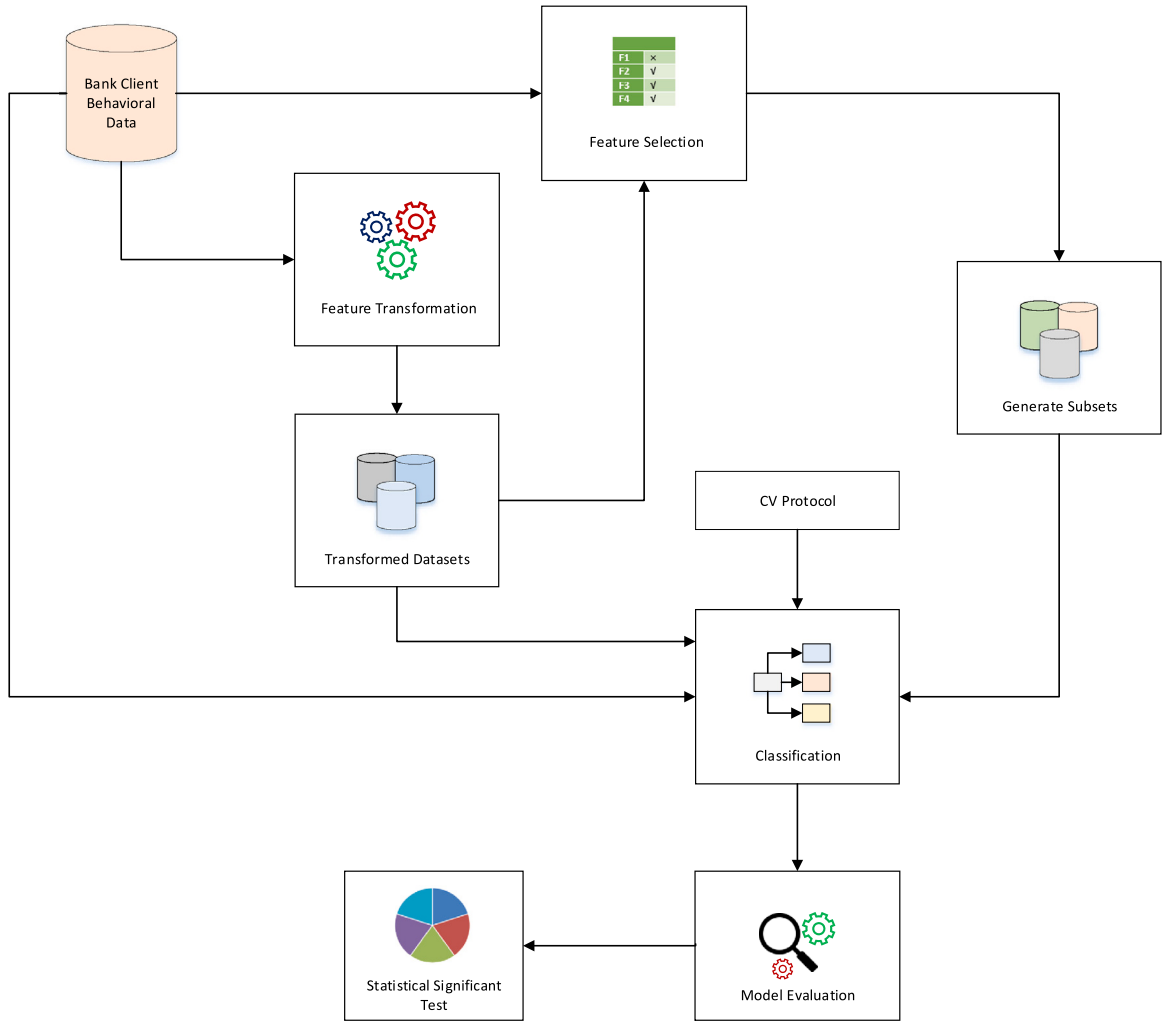 Bank Client
Behavioral
Data
F1 ×
F2 √
F3 √
F4 √
Feature Selection
Feature Transformation
Generate Subsets
Transformed Datasets
CV Protocol
Classification
Statistical Significant
Test
Model Evaluation